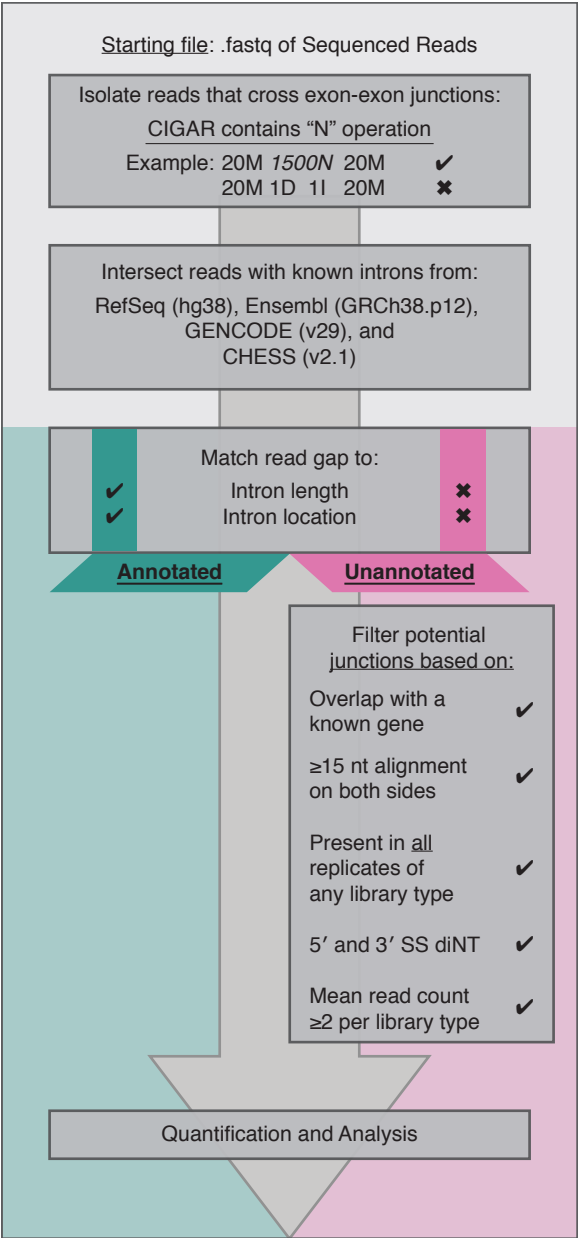 Starting file: .fastq of Sequenced Reads
Isolate reads that cross exon-exon junctions:
CIGAR contains “N” operation
Example: 20M 1500N 20M ✔
20M 1D 1I 20M ✖
Intersect reads with known introns from:
RefSeq (hg38), Ensembl (GRCh38.p12),
GENCODE (v29), and
CHESS (v2.1)
Match read gap to:
✔ Intron length ✖
✔ Intron location ✖
Annotated
Unannotated
Filter potential
junctions based on:
Overlap with a
known gene ✔
≥15 nt alignment
on both sides ✔
Present in all
replicates of ✔
any library type
5′ and 3′ SS diNT ✔
Mean read count
≥2 per library type ✔
Quantification and Analysis